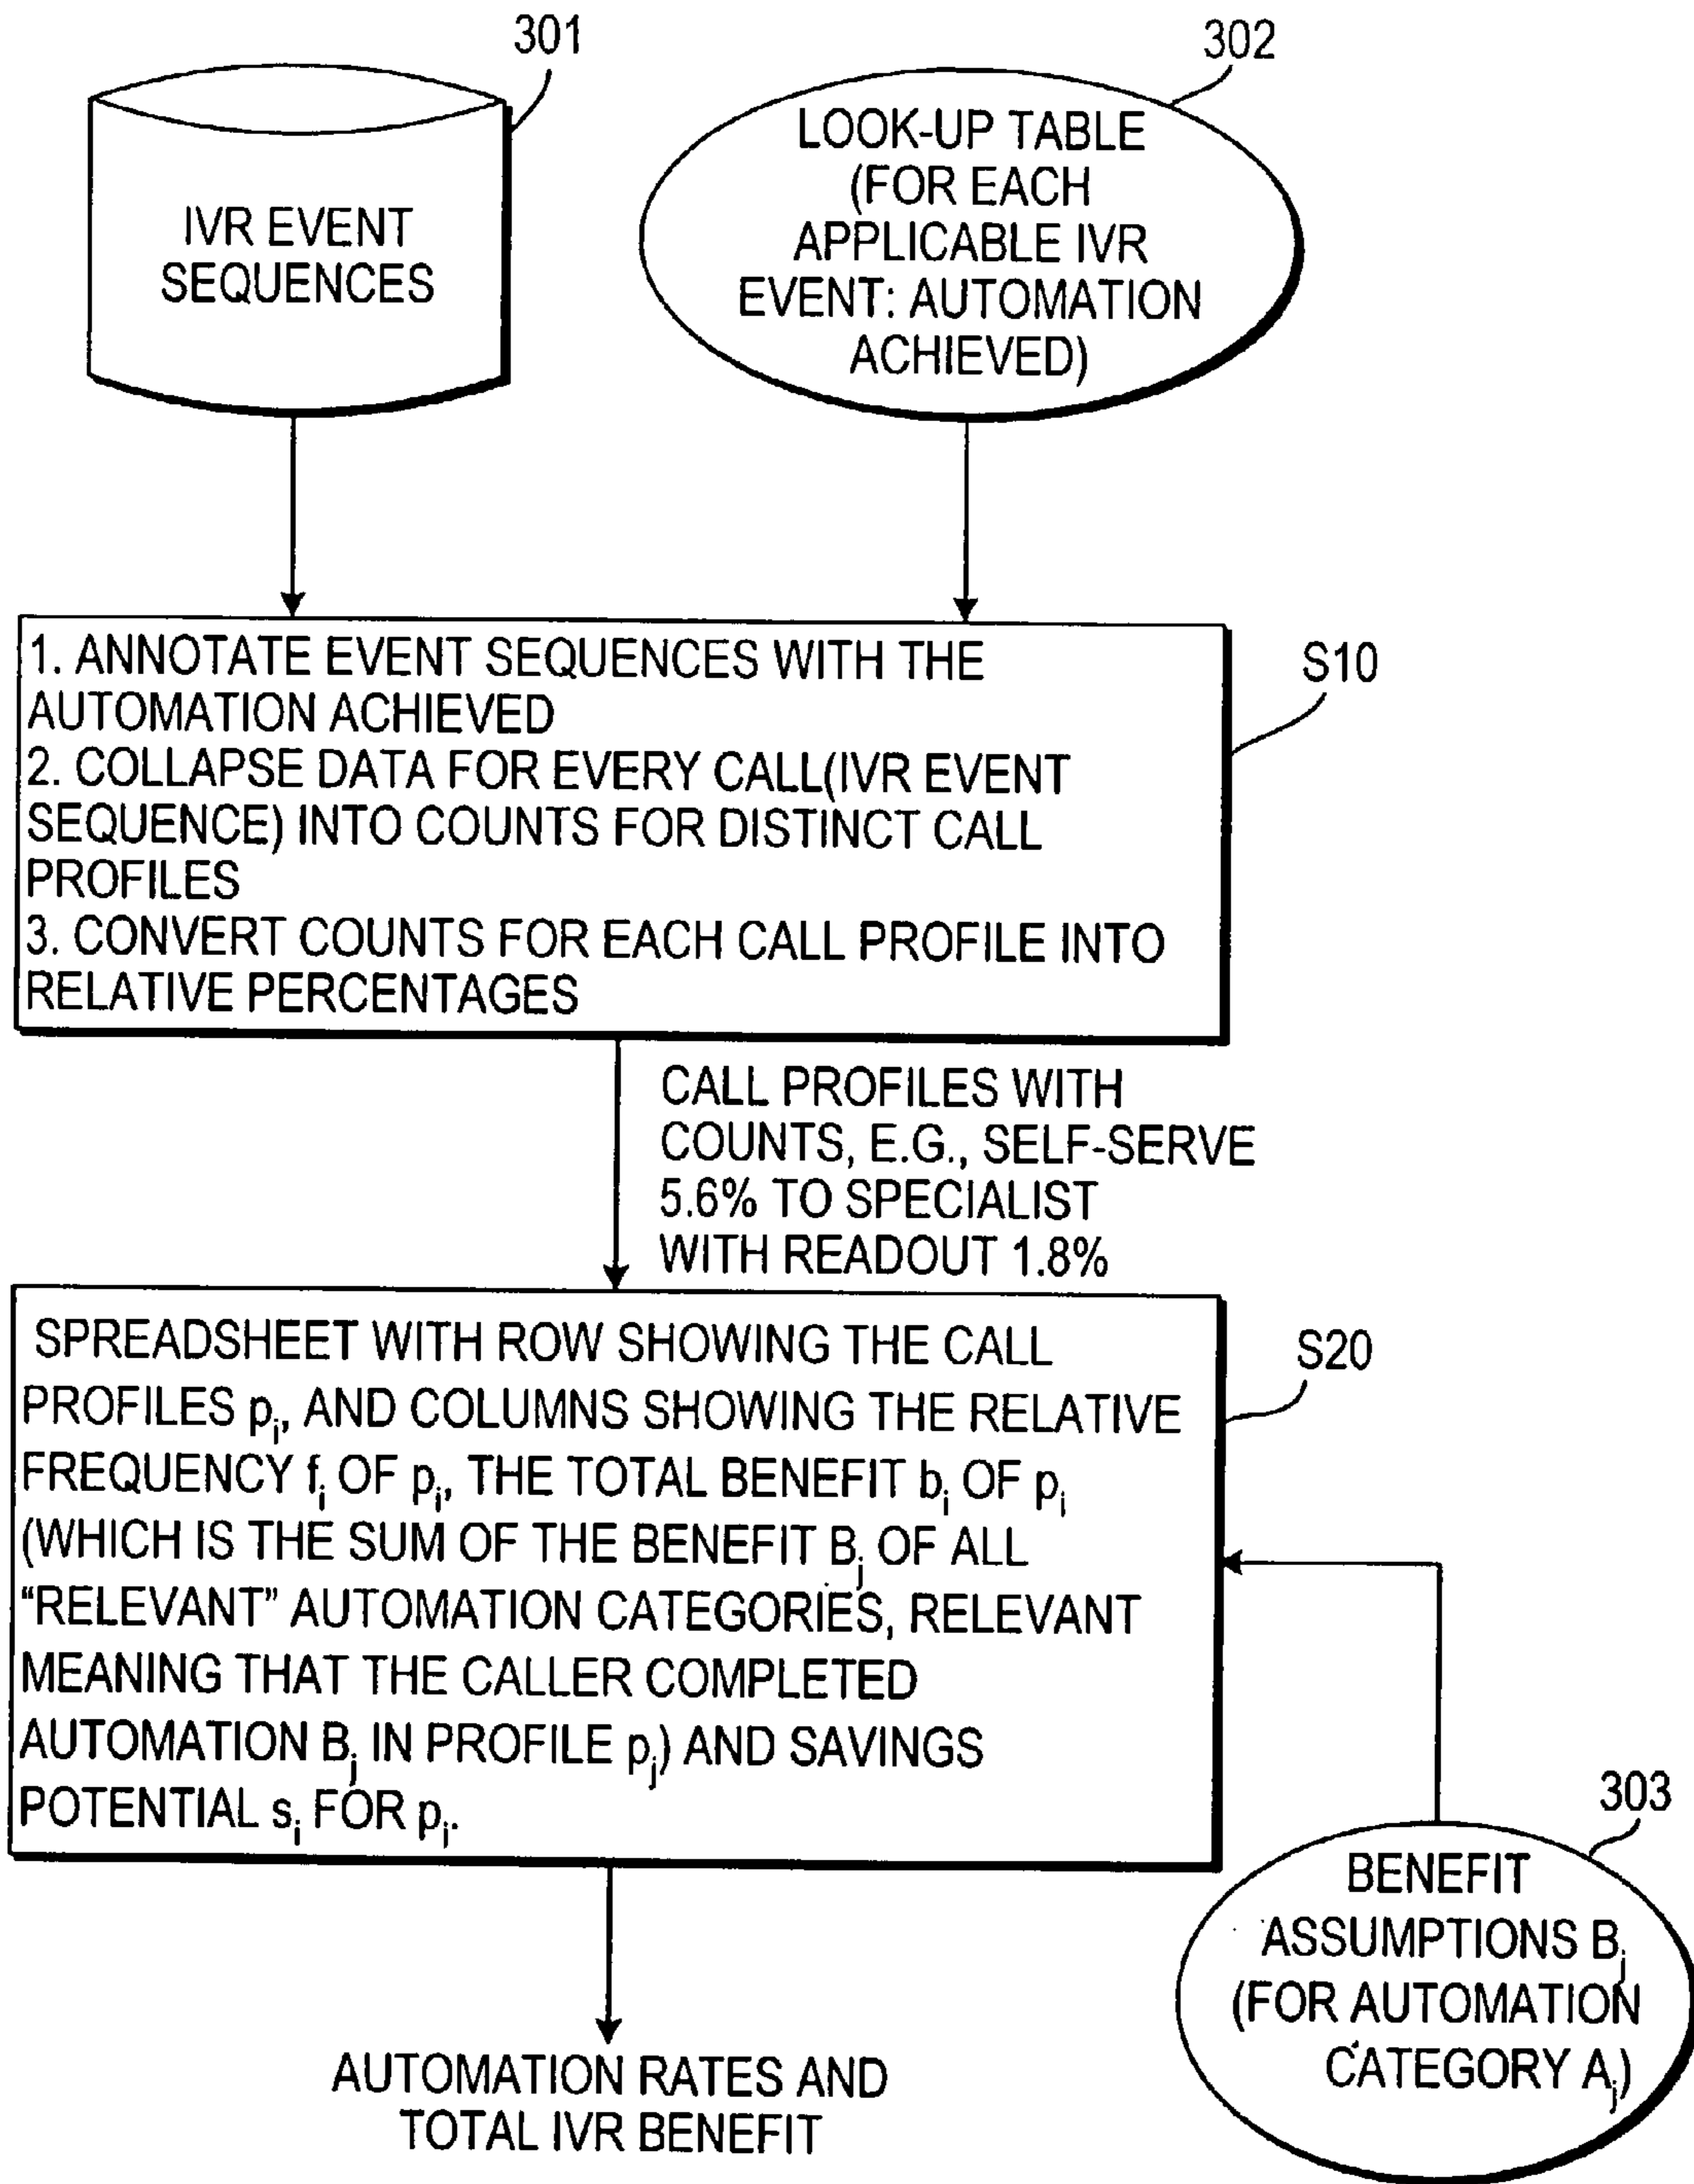 301
302
IVR EVENT
SEQUENCES
LOOK-UP TABLE
(FOR EACH
APPLICABLE IVR
EVENT: AUTOMATION
ACHIEVED)
1. ANNOTATE EVENT SEQUENCES WITH THE
AUTOMATION ACHIEVED
2. COLLAPSE DATA FOR EVERY CALL(IVR EVENT
SEQUENCE) INTO COUNTS FOR DISTINCT CALL
PROFILES
3. CONVERT COUNTS FOR EACH CALL PROFILE INTO
RELATIVE PERCENTAGES
S10
CALL PROFILES WITH
COUNTS, E.G., SELF-SERVE
5.6% TO SPECIALIST
WITH READOUT 1.8%
SPREADSHEET WITH ROW SHOWING THE CALL
PROFILES pᵢ, AND COLUMNS SHOWING THE RELATIVE
FREQUENCY fᵢ OF pᵢ, THE TOTAL BENEFIT bᵢ OF pᵢ
(WHICH IS THE SUM OF THE BENEFIT Bⱼ OF ALL
“RELEVANT” AUTOMATION CATEGORIES, RELEVANT
MEANING THAT THE CALLER COMPLETED
AUTOMATION Bⱼ IN PROFILE pⱼ) AND SAVINGS
POTENTIAL sᵢ FOR pᵢ.
S20
303
BENEFIT
ASSUMPTIONS Bⱼ
(FOR AUTOMATION
CATEGORY Aⱼ)
AUTOMATION RATES AND
TOTAL IVR BENEFIT